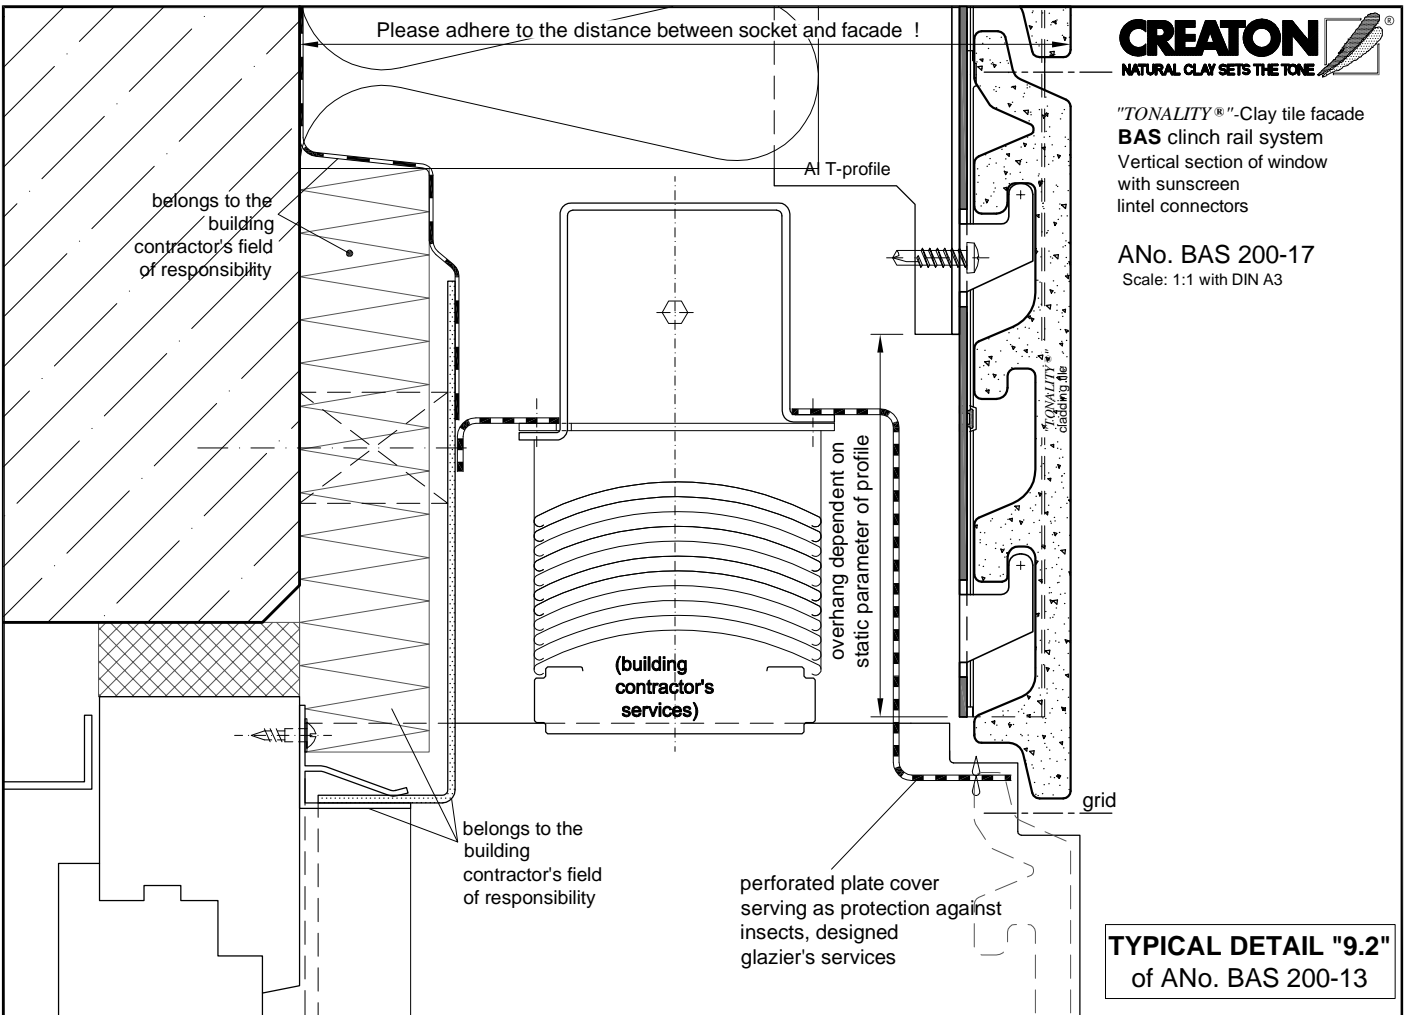 Please adhere to the distance between socket and facade !
CREATON
®
NATURAL CLAY SETS THE TONE
"TONALITY ®"-Clay tile facade
BAS clinch rail system
Vertical section of window
with sunscreen
lintel connectors
ANo. BAS 200-17
Scale: 1:1 with DIN A3
Al T-profile
belongs to the
building
contractor's field
of responsibility
"TONALITY ®"
cladding tile
overhang dependent on
static parameter of profile
(building
contractor's
services)
grid
belongs to the
building
contractor's field
of responsibility
perforated plate cover
serving as protection against
insects, designed
glazier's services
TYPICAL DETAIL "9.2"
of ANo. BAS 200-13